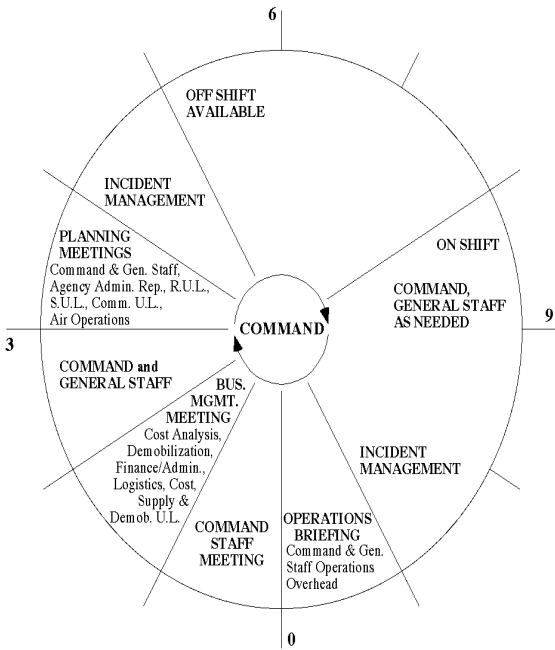 6
OFF SHIFT
AVAILABLE
INCIDENT
MANAGEMENT
PLANNING
MEETINGS
Command & Gen. Staff,
Agency Admin. Rep., R.U.L.,
S.U.L., Comm. U.L.,
Air Operations
ON SHIFT
COMMAND,
GENERAL STAFF
AS NEEDED
9
COMMAND
3
COMMAND and
GENERAL STAFF
BUS.
MGMT.
MEETING
Cost Analysis,
Demobilization,
Finance/Admin.,
Logistics, Cost,
Supply &
Demob. U.L.
INCIDENT
MANAGEMENT
COMMAND
STAFF
MEETING
OPERATIONS
BRIEFING
Command & Gen.
Staff Operations
Overhead
0